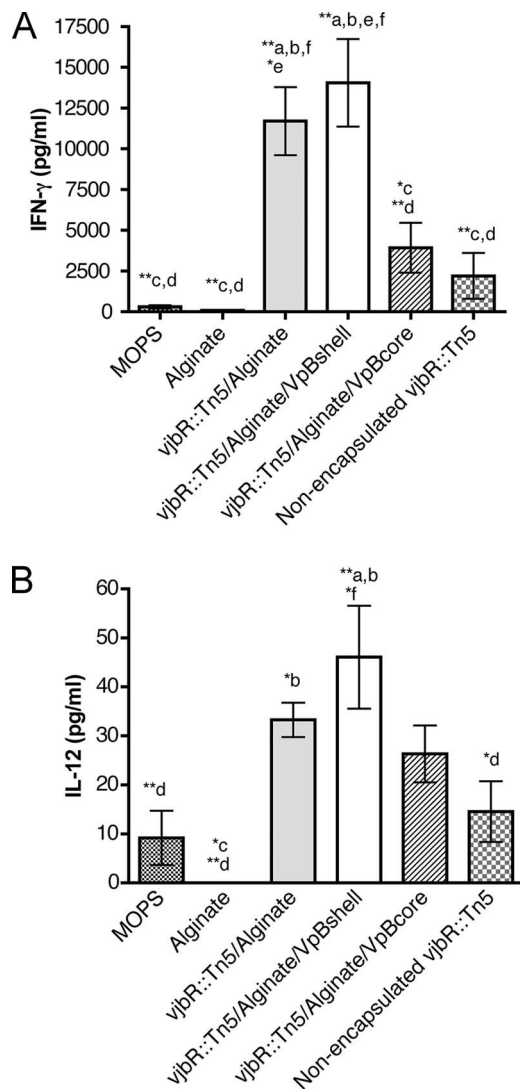 A
17500
15000
12500
10000
7500
5000
2500
0
IFN-γ (pg/ml)
**c,d
**c,d
**a,b,f
*e
**a,b,e,f
*c
**d
**c,d
MOPS
Alginate
vjbR::Tn5/Alginate
vjbR::Tn5/Alginate/VpBshell
vjbR::Tn5/Alginate/VpBcore
Non-encapsulated vjbR::Tn5
B
60
50
40
30
20
10
0
IL-12 (pg/ml)
**d
*c
**d
*b
**a,b
*f
*d
MOPS
Alginate
vjbR::Tn5/Alginate
vjbR::Tn5/Alginate/VpBshell
vjbR::Tn5/Alginate/VpBcore
Non-encapsulated vjbR::Tn5